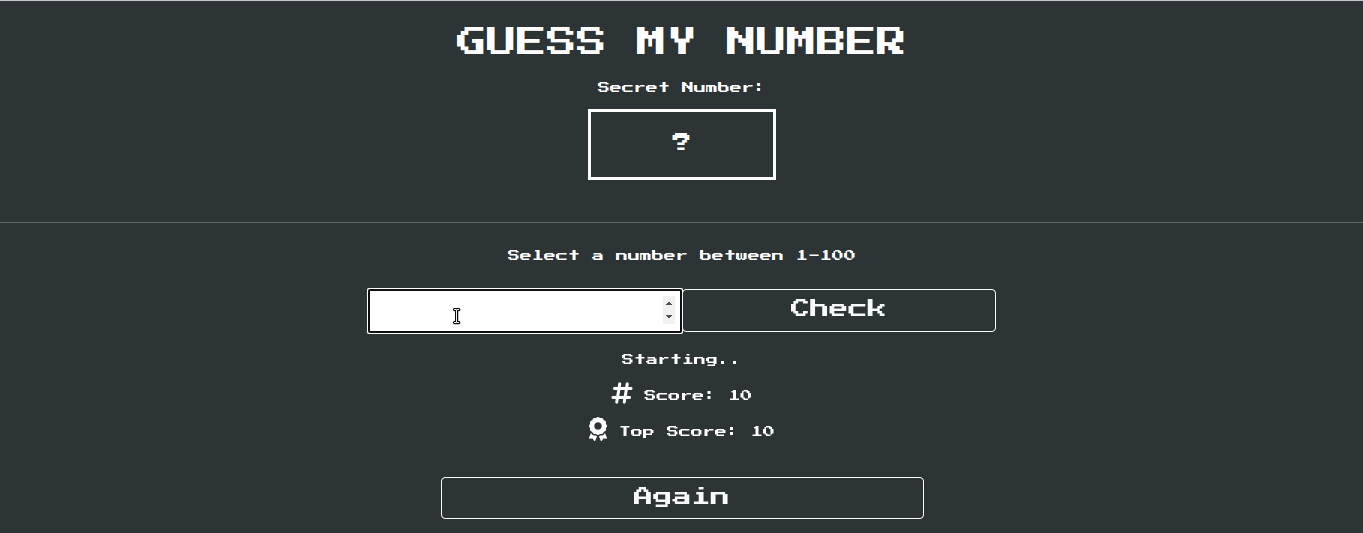 GUESS MY NUMBER
Secret Number:
?
Select a number between 1-100
Check
Starting..
# Score: 10
Top Score: 10
Again